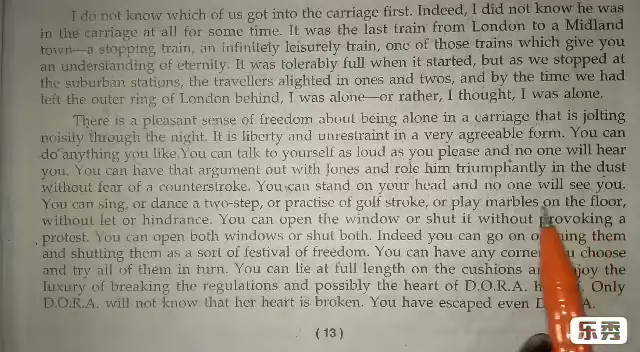 I do not know which of us got into the carriage first. Indeed, I did not know he was
in the carriage at all for some time. It was the last train from London to a Midland
town—a stopping train, an infinitely leisurely train, one of those trains which give you
an understanding of eternity. It was tolerably full when it started, but as we stopped at
the suburban stations, the travellers alighted in ones and twos, and by the time we had
left the outer ring of London behind, I was alone—or rather, I thought, I was alone.
There is a pleasant sense of freedom about being alone in a carriage that is jolting
noisily through the night. It is liberty and unrestraint in a very agreeable form. You can
do anything you like.You can talk to yourself as loud as you please and no one will hear
you. You can have that argument out with Jones and role him triumphantly in the dust
without fear of a counterstroke. You can stand on your head and no one will see you.
You can sing, or dance a two-step, or practise of golf stroke, or play marbles on the floor,
without let or hindrance. You can open the window or shut it without provoking a
protest. You can open both windows or shut both. Indeed you can go on them
and shutting them as a sort of festival of freedom. You can have any choose
and try all of them in turn. You can lie at full length on the cushions the
luxury of breaking the regulations and possibly the heart of D.O.R.A. Only
D.O.R.A. will not know that her heart is broken. You have escaped even
(13)
乐秀